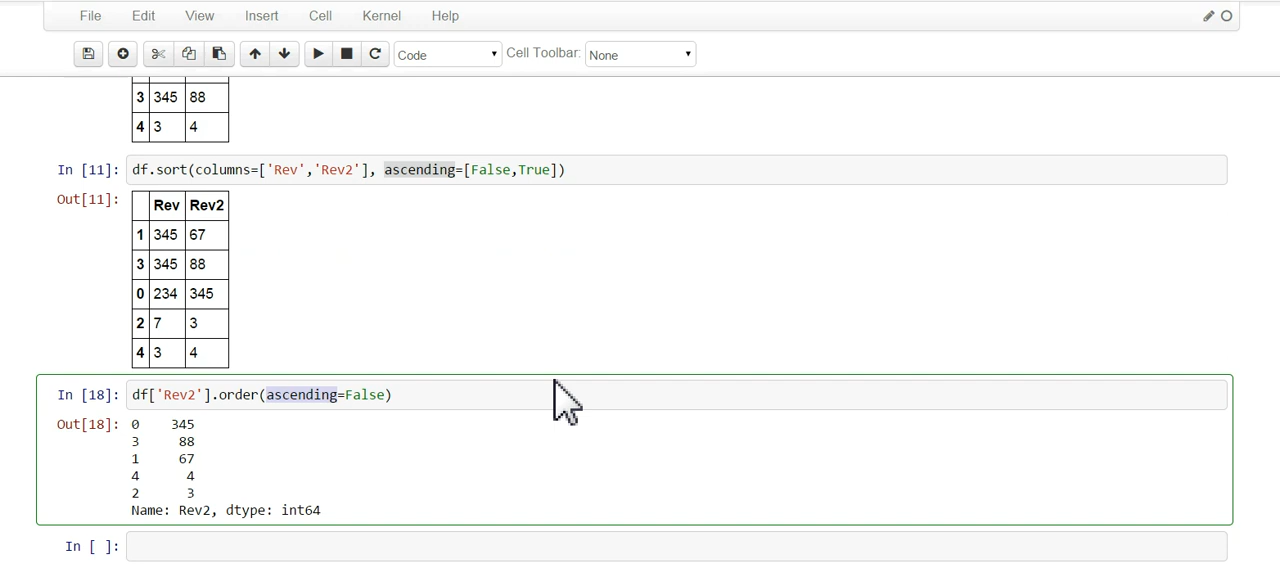 File Edit View Insert Cell Kernel Help
Code Cell Toolbar: None
3 345 88
4 3 4
In [11]: df.sort(columns=['Rev','Rev2'], ascending=[False,True])
Out[11]:
Rev Rev2
1 345 67
3 345 88
0 234 345
2 7 3
4 3 4
In [18]: df['Rev2'].order(ascending=False)
Out[18]: 0 345
3 88
1 67
4 4
2 3
Name: Rev2, dtype: int64
In [ ]: